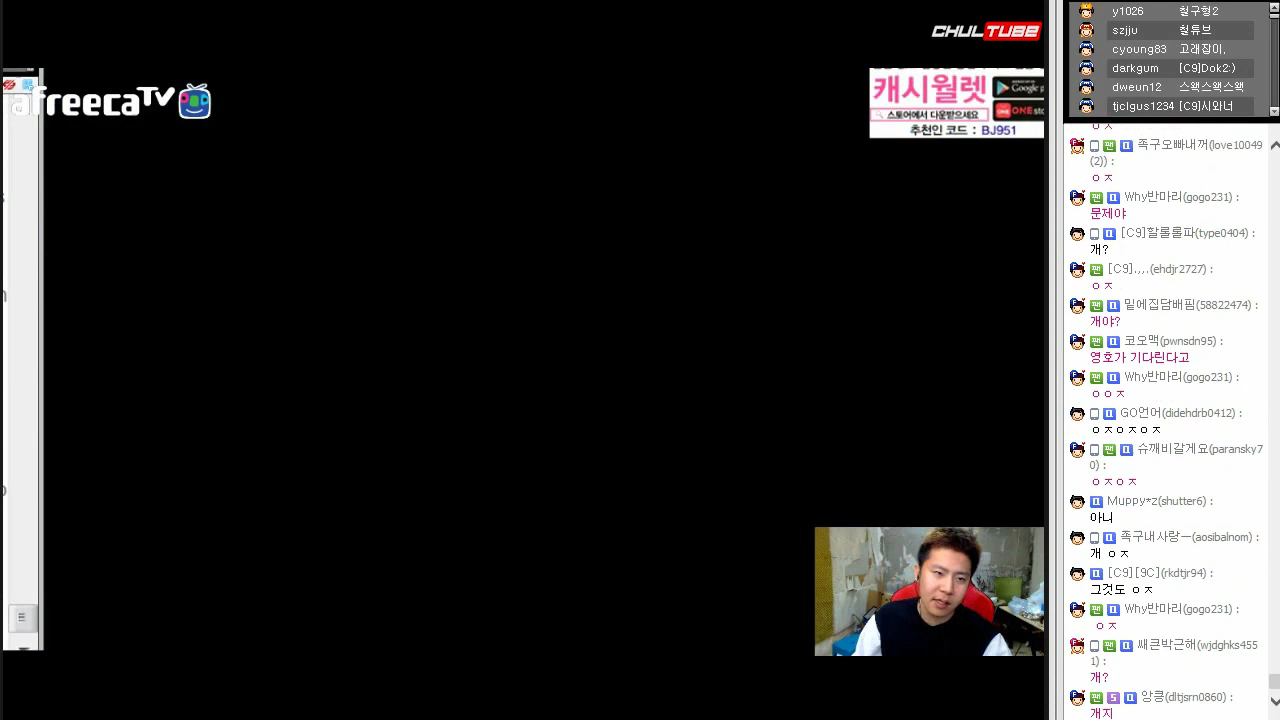 CHULTUBE
afreecaTV
캐시월렛
스토어에서 다운받으세요
추천인 코드 : BJ951
Google p
ONE sto
y1026 철구형2
szjju 철튜브
cyoung83 고래잡이,
darkgum [C9]Dok2:)
dweun12 스왝스왝스왝
tjclgus1234 [C9]시와너
ㅇㅈ
족구오빠내꺼(love10049
(2)) :
ㅇㅈ
Why반마리(gogo231) :
문제야
[C9]할롤롤파(type0404) :
개?
[C9].,,,(ehdjr2727) :
ㅇㅈ
밑에집담배핌(58822474) :
개야?
코오맥(pwnsdn95) :
영호가 기다린다고
Why반마리(gogo231) :
ㅇㅇㅈ
GO언어(didehdrb0412) :
ㅇㅈㅇㅈㅇㅈ
슈깨비갈게요(paransky7
0) :
ㅇㅈㅇㅈ
Muppy*z(shutter6) :
아니
족구내사랑ㅡ(aosibalnom) :
개 ㅇㅈ
[C9][9C](rkdtjr94) :
그것도 ㅇㅈ
Why반마리(gogo231) :
ㅇㅈ
쌔큰박근해(wjdghks455
1) :
개?
앙쿵(dltjsrn0860) :
개지